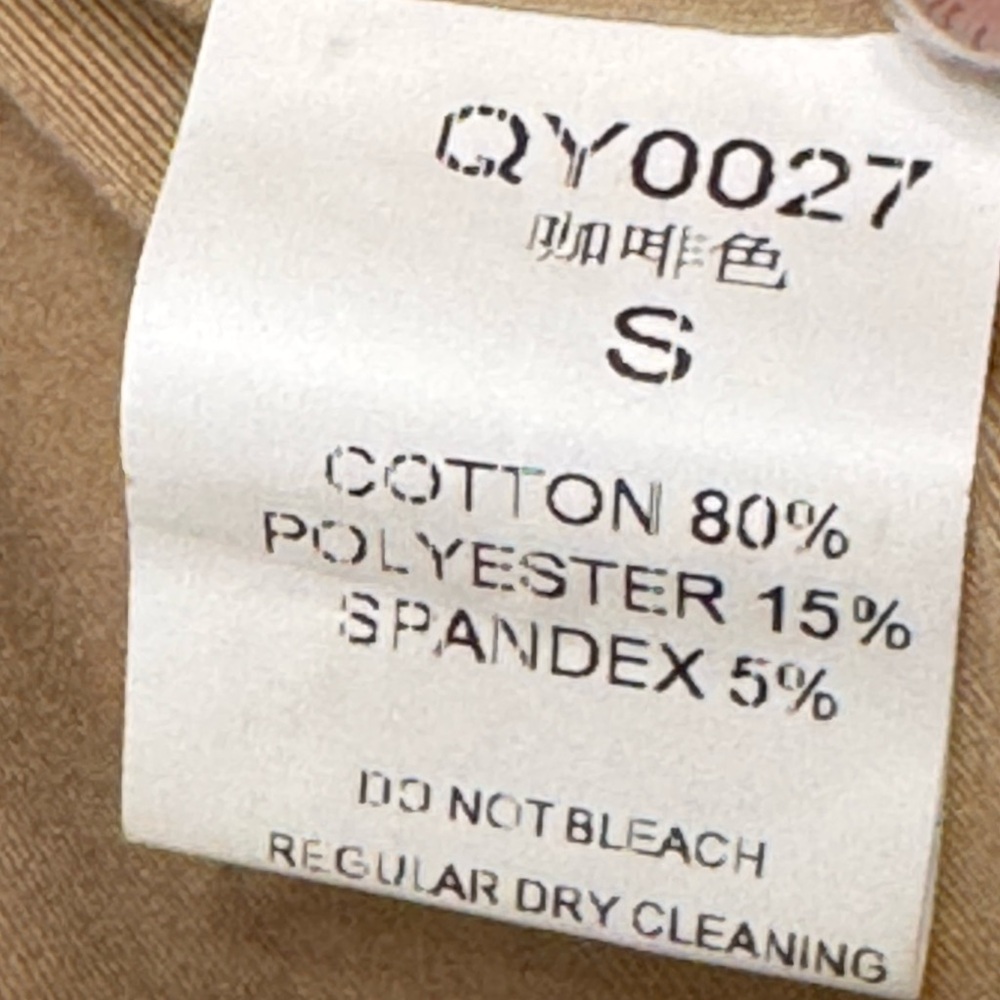 QY0027
咖啡色
S
COTTON 80%
POLYESTER 15%
SPANDEX 5%
DO NOT BLEACH
REGULAR DRY CLEANING